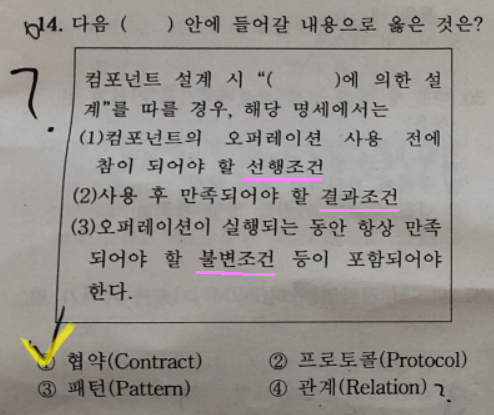 14. 다음 (      ) 안에 들어갈 내용으로 옳은 것은?
?
컴포넌트 설계 시 “(      )에 의한 설
계”를 따를 경우, 해당 명세에서는
(1)컴포넌트의 오퍼레이션 사용 전에
참이 되어야 할 선행조건
(2)사용 후 만족되어야 할 결과조건
(3)오퍼레이션이 실행되는 동안 항상 만족
되어야 할 불변조건 등이 포함되어야
한다.
① 협약(Contract) ② 프로토콜(Protocol)
③ 패턴(Pattern) ④ 관계(Relation) ?